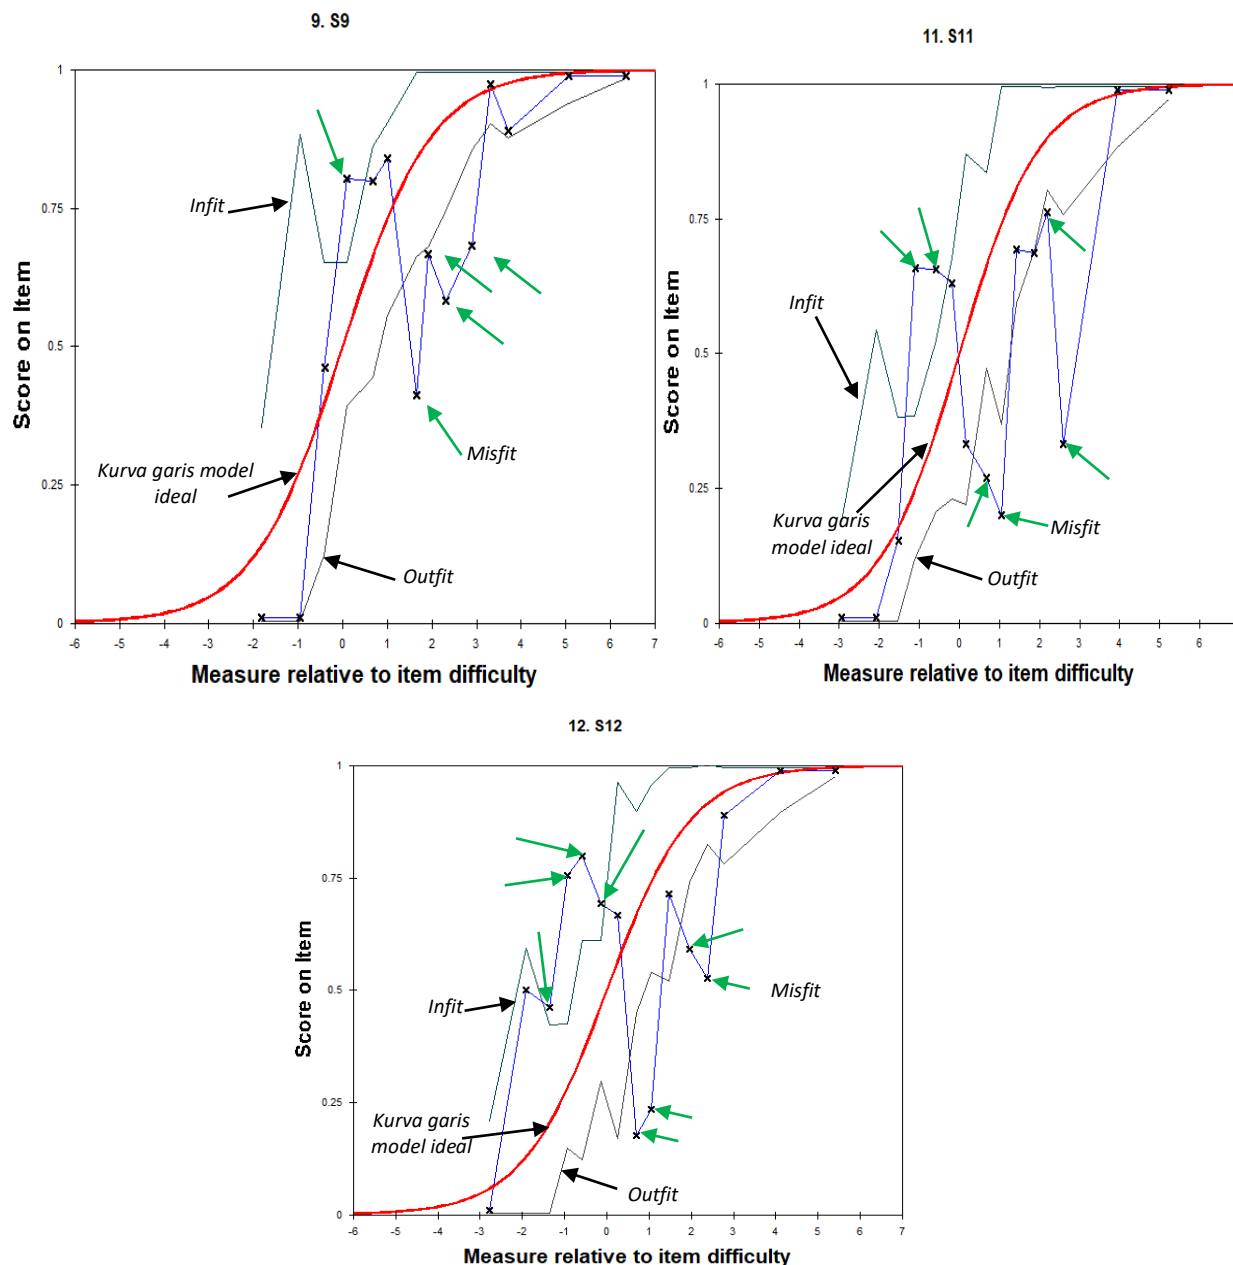 9. S9
1
0.75
0.5
0.25
0
Score on Item
Infit
Kurva garis model
ideal
Misfit
Outfit
-6 -5 -4 -3 -2 -1 0 1 2 3 4 5 6 7
Measure relative to item difficulty
11. S11
1
0.75
0.5
0.25
0
Score on Item
Infit
Kurva garis
model ideal
Misfit
Outfit
-6 -5 -4 -3 -2 -1 0 1 2 3 4 5 6
Measure relative to item difficulty
12. S12
1
0.75
0.5
0.25
0
Score on Item
Infit
Misfit
Kurva garis
model ideal
Outfit
-6 -5 -4 -3 -2 -1 0 1 2 3 4 5 6 7
Measure relative to item difficulty